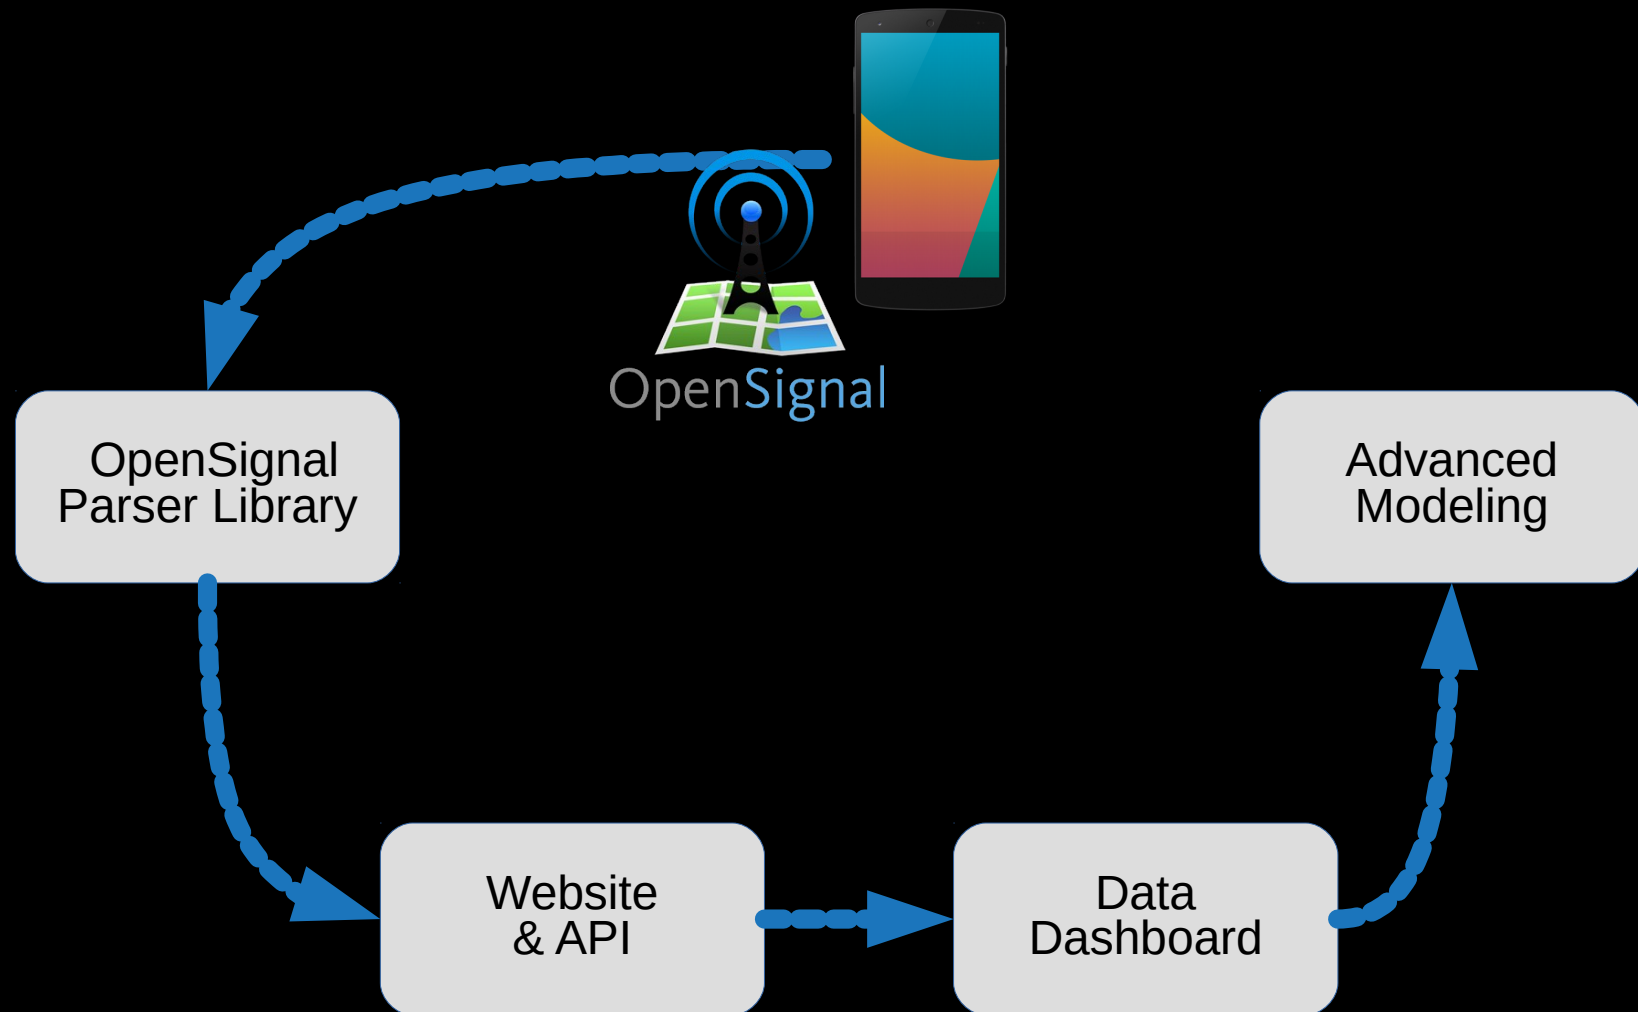 OpenSignal
OpenSignal
Parser Library
Advanced
Modeling
Website
& API
Data
Dashboard